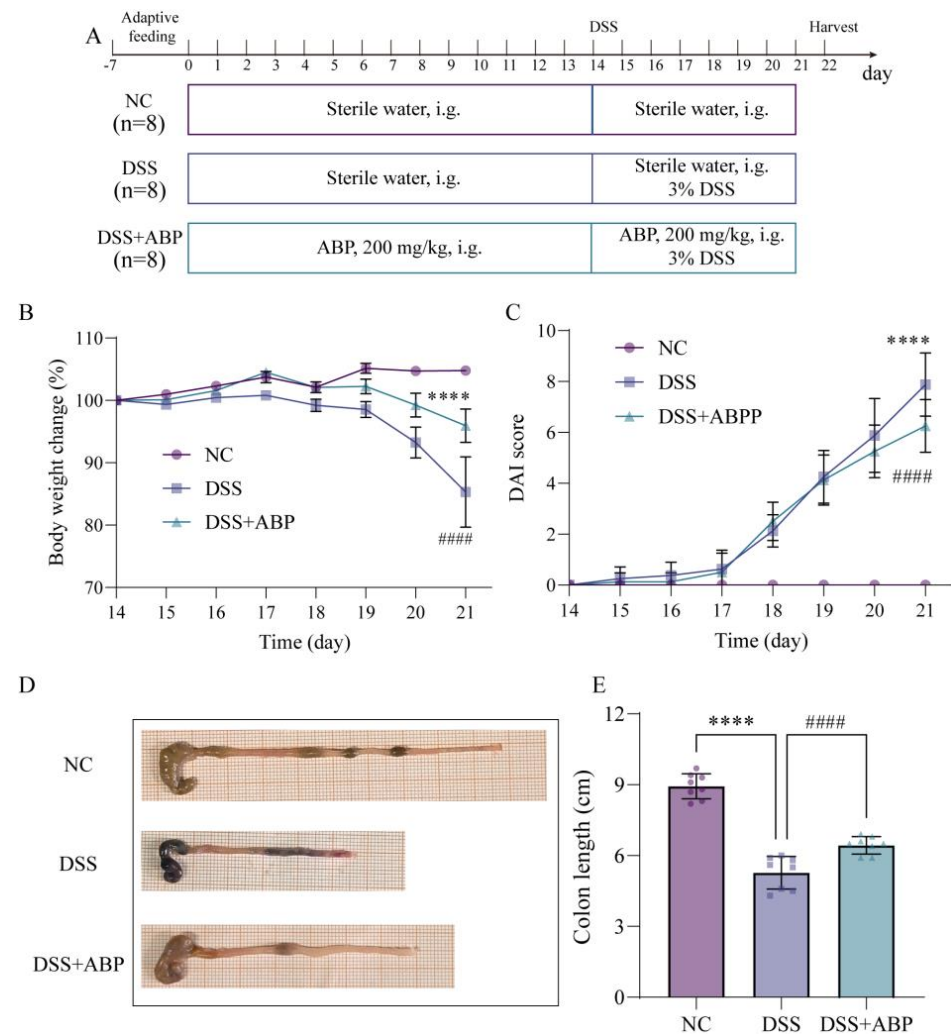 A
Adaptive
feeding
DSS
Harvest
-7 0 1 2 3 4 5 6 7 8 9 10 11 12 13 14 15 16 17 18 19 20 21 22 day
NC
(n=8)
Sterile water, i.g.
Sterile water, i.g.
DSS
(n=8)
Sterile water, i.g.
Sterile water, i.g.
3% DSS
DSS+ABP
(n=8)
ABP, 200 mg/kg, i.g.
ABP, 200 mg/kg, i.g.
3% DSS
B
Body weight change (%)
110
100
90
80
70
****
NC
DSS
DSS+ABP
####
14 15 16 17 18 19 20 21
Time (day)
C
DAI score
10
8
6
4
2
0
****
NC
DSS
DSS+ABPP
####
14 15 16 17 18 19 20 21
Time (day)
D
NC
DSS
DSS+ABP
E
Colon length (cm)
12
9
6
3
0
**** ####
NC DSS DSS+ABP